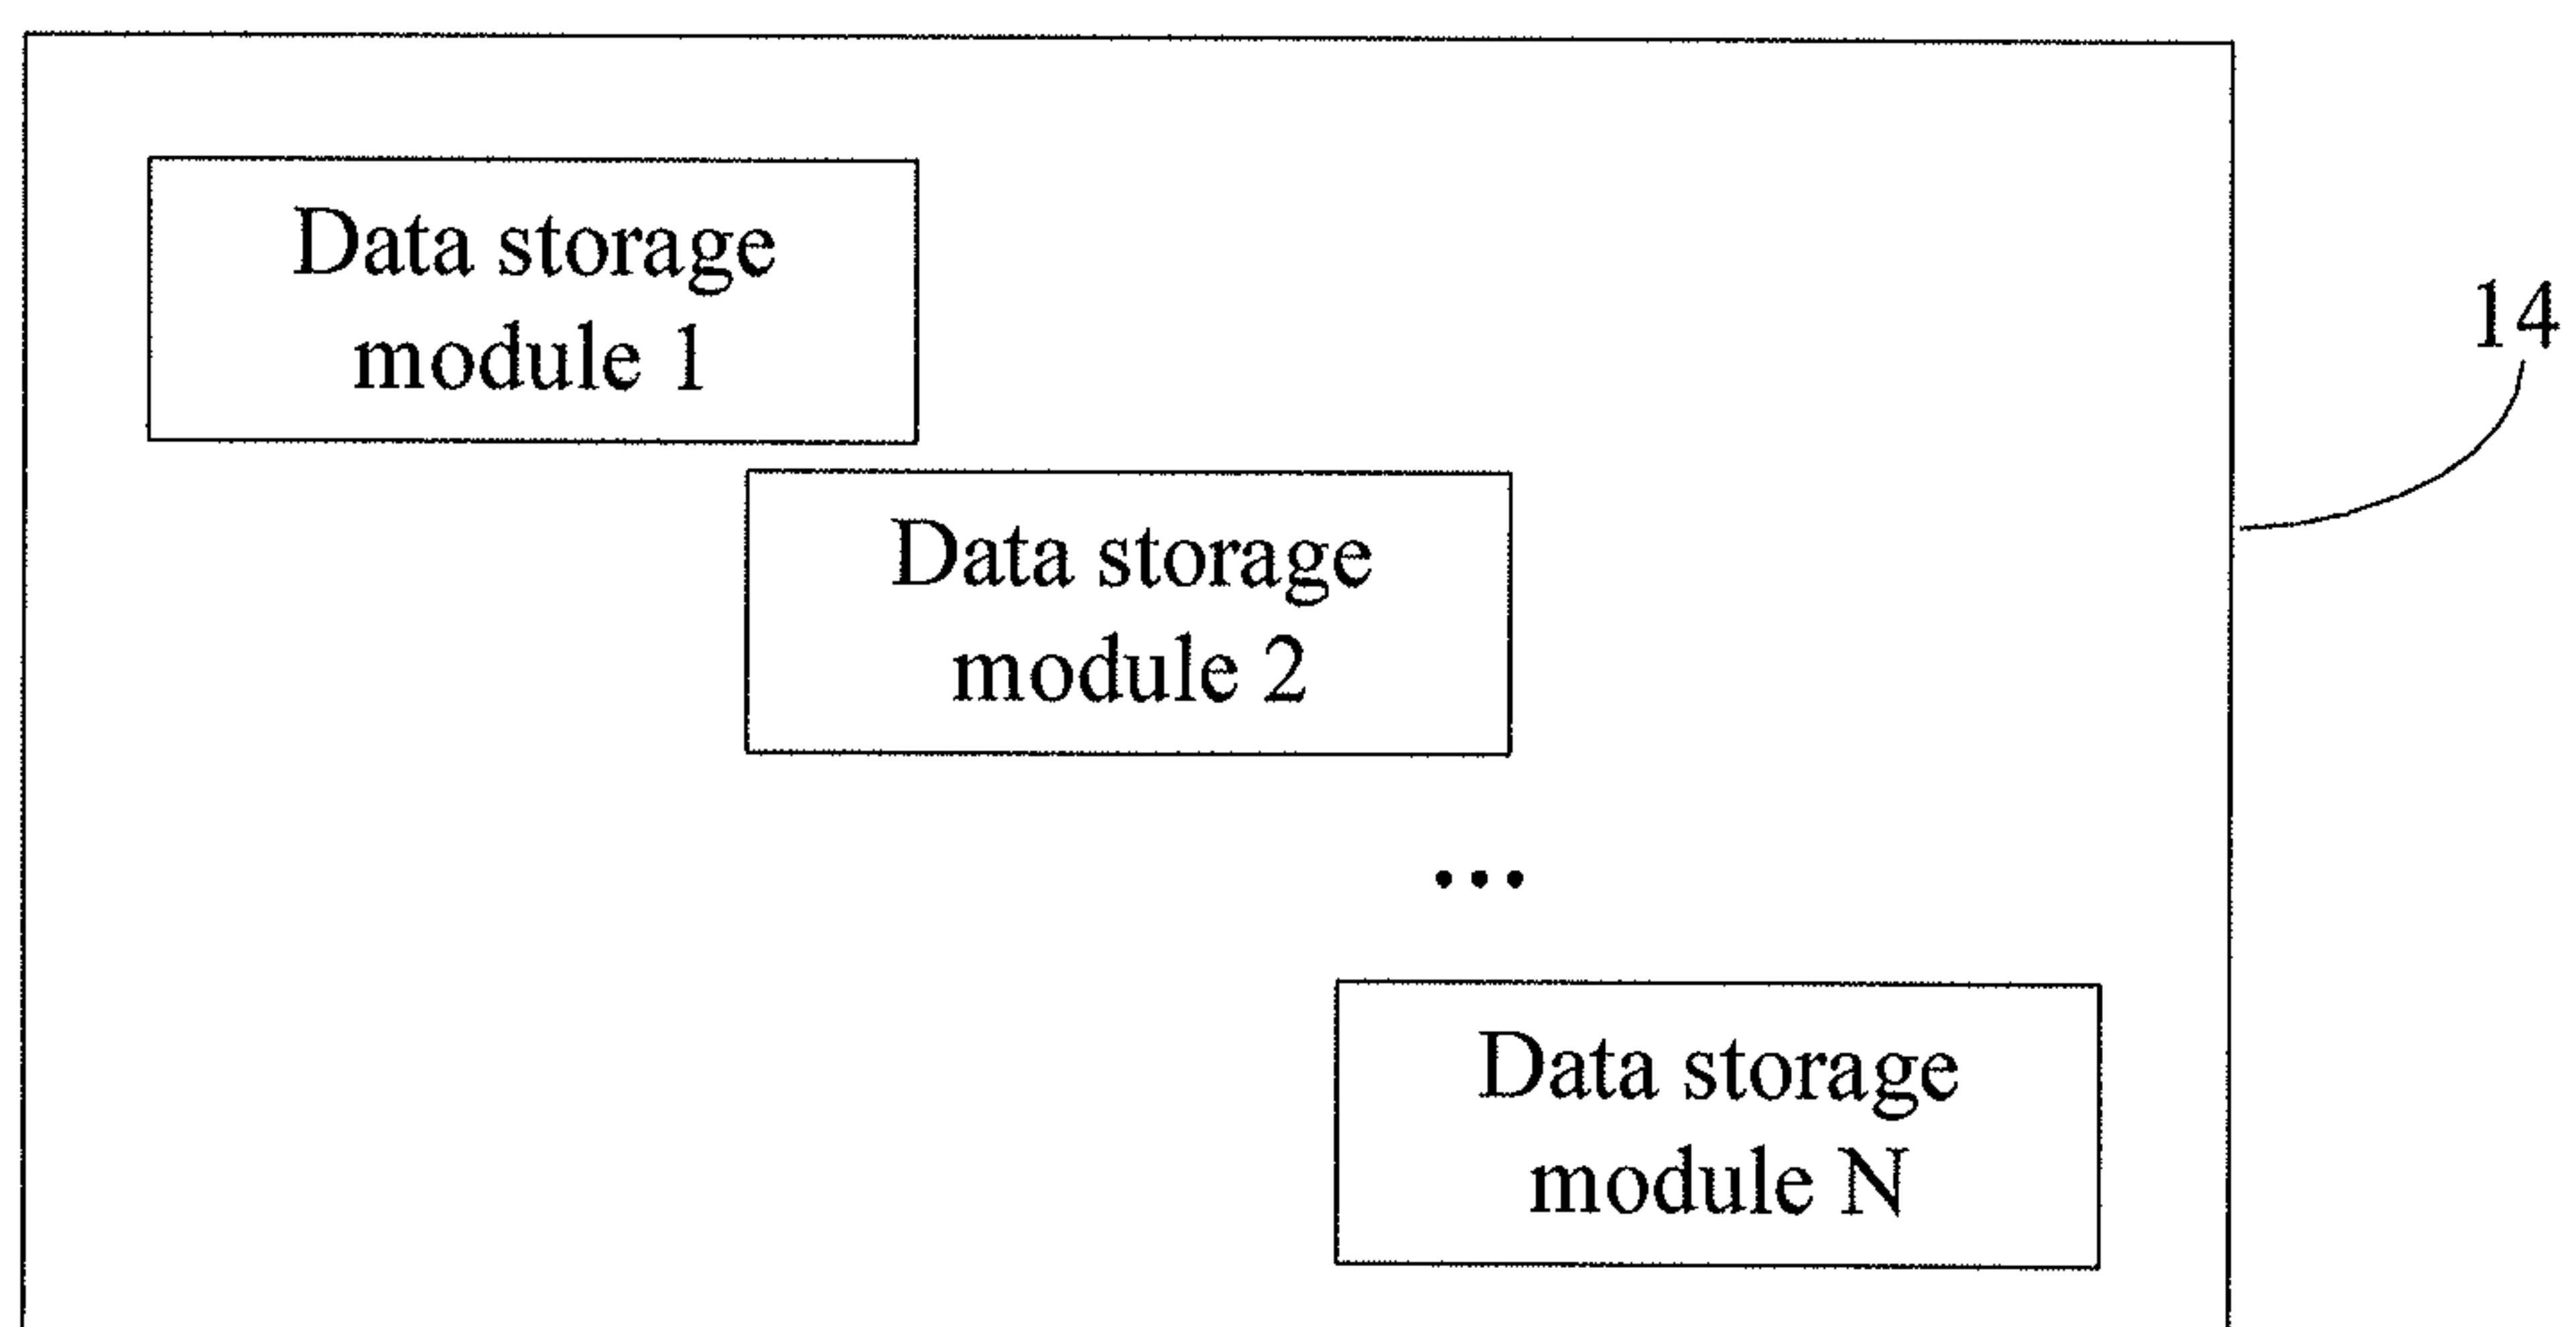 Data storage
module 1
14
Data storage
module 2
...
Data storage
module N